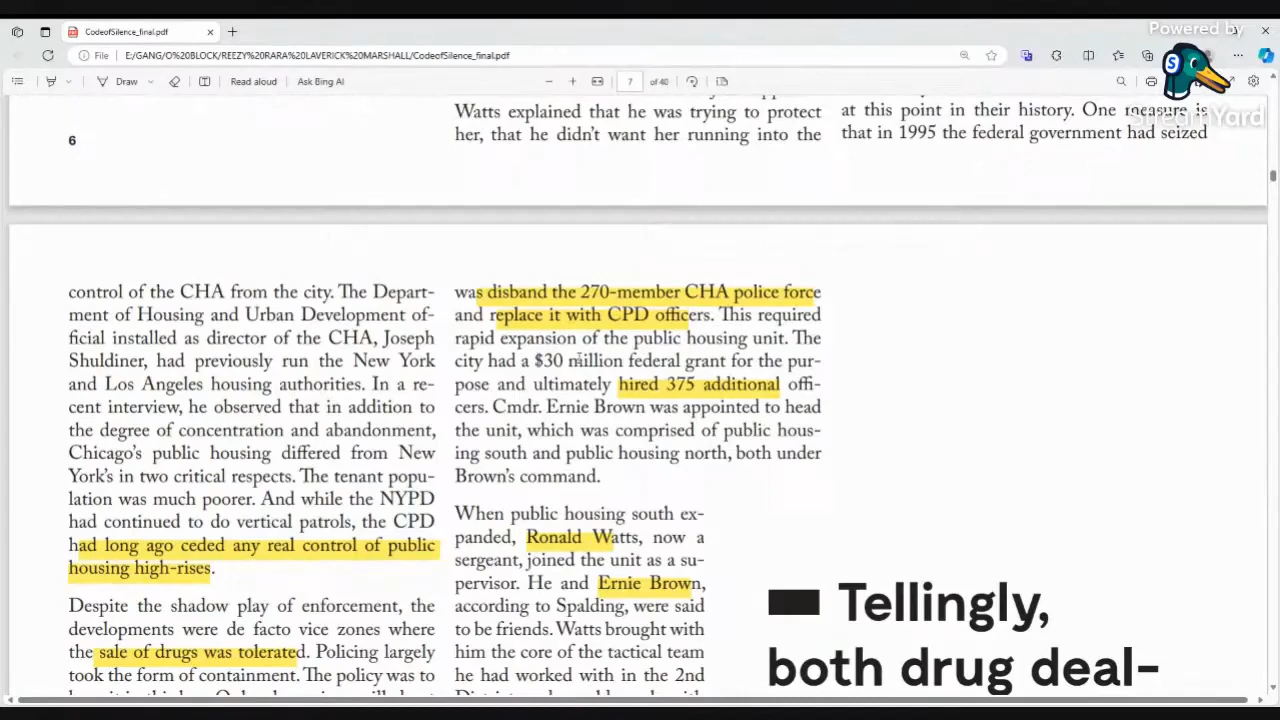 CodeofSilence_final.pdf
Powered by
File
E:/GANG/O%20BLOCK/REEZY%20RARA%20LAVERICK%20MARSHALL/CodeofSilence_final.pdf
Draw
Read aloud
Ask Bing AI
7
of 40
StreamYard
Watts explained that he was trying to protect
her, that he didn't want her running into the
at this point in their history. One measure is
that in 1995 the federal government had seized
6
control of the CHA from the city. The Depart-
ment of Housing and Urban Development of-
ficial installed as director of the CHA, Joseph
Shuldiner, had previously run the New York
and Los Angeles housing authorities. In a re-
cent interview, he observed that in addition to
the degree of concentration and abandonment,
Chicago's public housing differed from New
York's in two critical respects. The tenant popu-
lation was much poorer. And while the NYPD
had continued to do vertical patrols, the CPD
had long ago ceded any real control of public
housing high-rises.
Despite the shadow play of enforcement, the
developments were de facto vice zones where
the sale of drugs was tolerated. Policing largely
took the form of containment. The policy was to
was disband the 270-member CHA police force
and replace it with CPD officers. This required
rapid expansion of the public housing unit. The
city had a $30 million federal grant for the pur-
pose and ultimately hired 375 additional offi-
cers. Cmdr. Ernie Brown was appointed to head
the unit, which was comprised of public hous-
ing south and public housing north, both under
Brown's command.
When public housing south ex-
panded, Ronald Watts, now a
sergeant, joined the unit as a su-
pervisor. He and Ernie Brown,
according to Spalding, were said
to be friends. Watts brought with
him the core of the tactical team
he had worked with in the 2nd
Tellingly,
both drug deal-